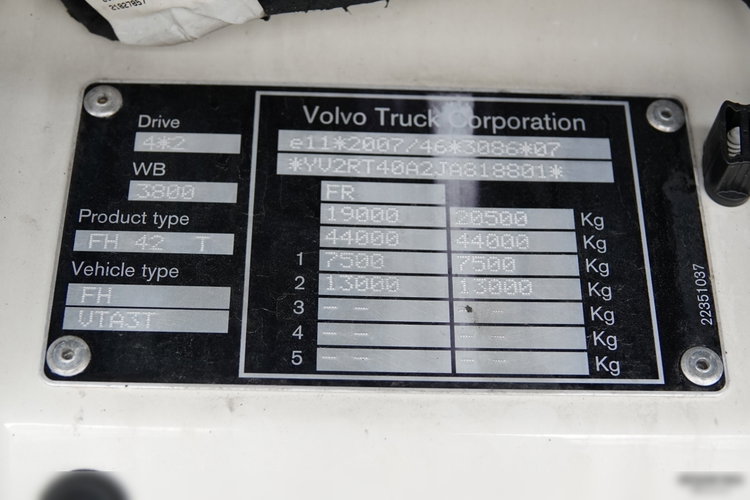 Drive
4*2
WB
3800
Product type
FH 42 T
Vehicle type
FH
VTA3T
Volvo Truck Corporation
e11*2007/46*3086*07
*YV2RT40A2JA818801*
FR
19000 20500 Kg
44000 44000 Kg
1 7500 7500 Kg
2 13000 13000 Kg
3 -- -- Kg
4 -- -- Kg
5 -- -- Kg
22351037